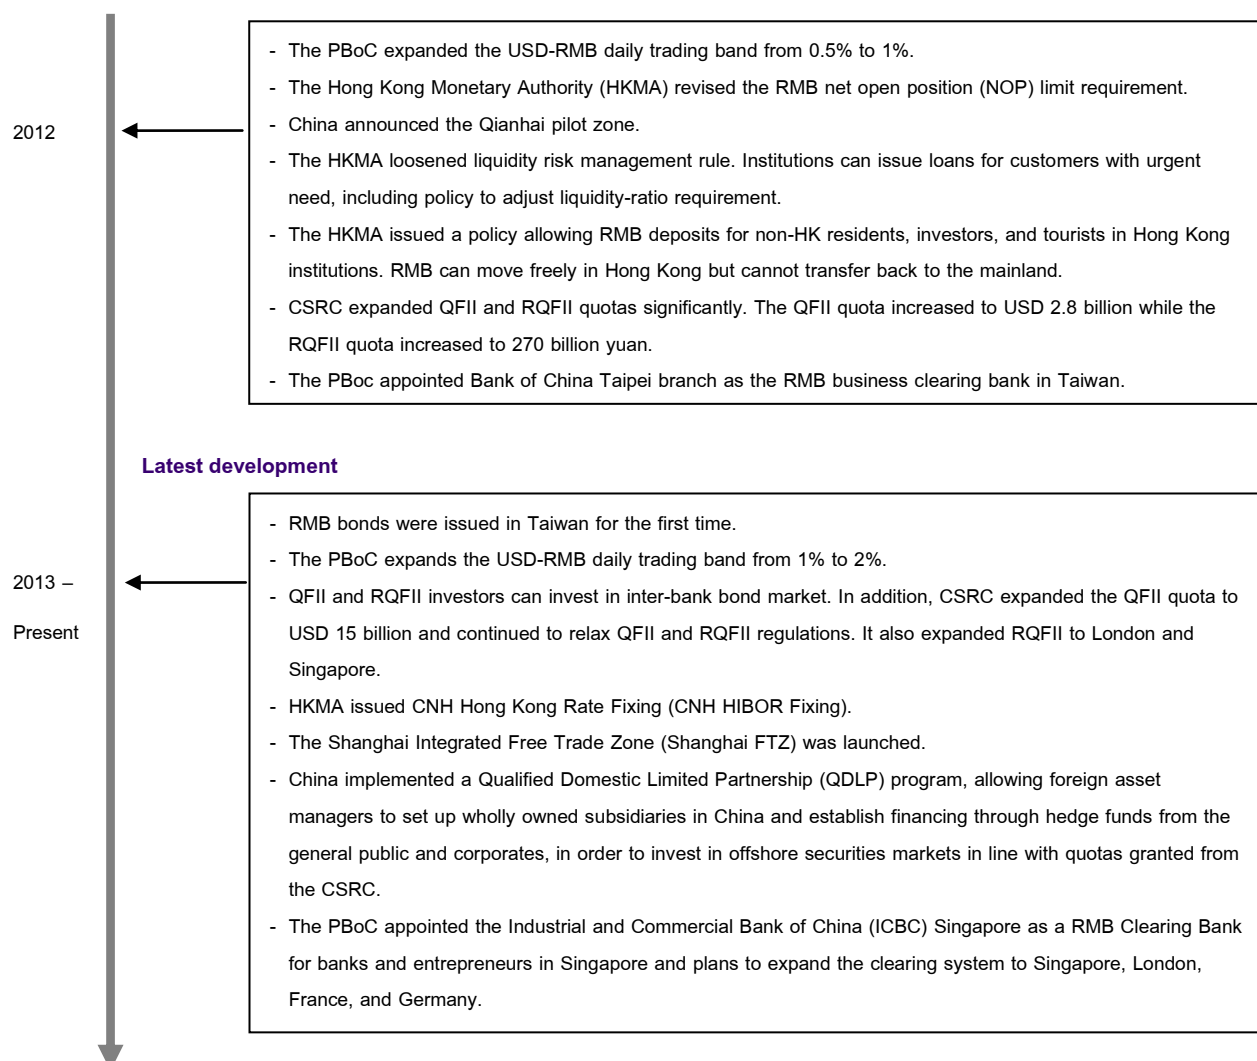 2012
- The PBoC expanded the USD-RMB daily trading band from 0.5% to 1%.
- The Hong Kong Monetary Authority (HKMA) revised the RMB net open position (NOP) limit requirement.
- China announced the Qianhai pilot zone.
- The HKMA loosened liquidity risk management rule. Institutions can issue loans for customers with urgent
need, including policy to adjust liquidity-ratio requirement.
- The HKMA issued a policy allowing RMB deposits for non-HK residents, investors, and tourists in Hong Kong
institutions. RMB can move freely in Hong Kong but cannot transfer back to the mainland.
- CSRC expanded QFII and RQFII quotas significantly. The QFII quota increased to USD 2.8 billion while the
RQFII quota increased to 270 billion yuan.
- The PBoc appointed Bank of China Taipei branch as the RMB business clearing bank in Taiwan.
Latest development
2013 –
Present
- RMB bonds were issued in Taiwan for the first time.
- The PBoC expands the USD-RMB daily trading band from 1% to 2%.
- QFII and RQFII investors can invest in inter-bank bond market. In addition, CSRC expanded the QFII quota to
USD 15 billion and continued to relax QFII and RQFII regulations. It also expanded RQFII to London and
Singapore.
- HKMA issued CNH Hong Kong Rate Fixing (CNH HIBOR Fixing).
- The Shanghai Integrated Free Trade Zone (Shanghai FTZ) was launched.
- China implemented a Qualified Domestic Limited Partnership (QDLP) program, allowing foreign asset
managers to set up wholly owned subsidiaries in China and establish financing through hedge funds from the
general public and corporates, in order to invest in offshore securities markets in line with quotas granted from
the CSRC.
- The PBoC appointed the Industrial and Commercial Bank of China (ICBC) Singapore as a RMB Clearing Bank
for banks and entrepreneurs in Singapore and plans to expand the clearing system to Singapore, London,
France, and Germany.